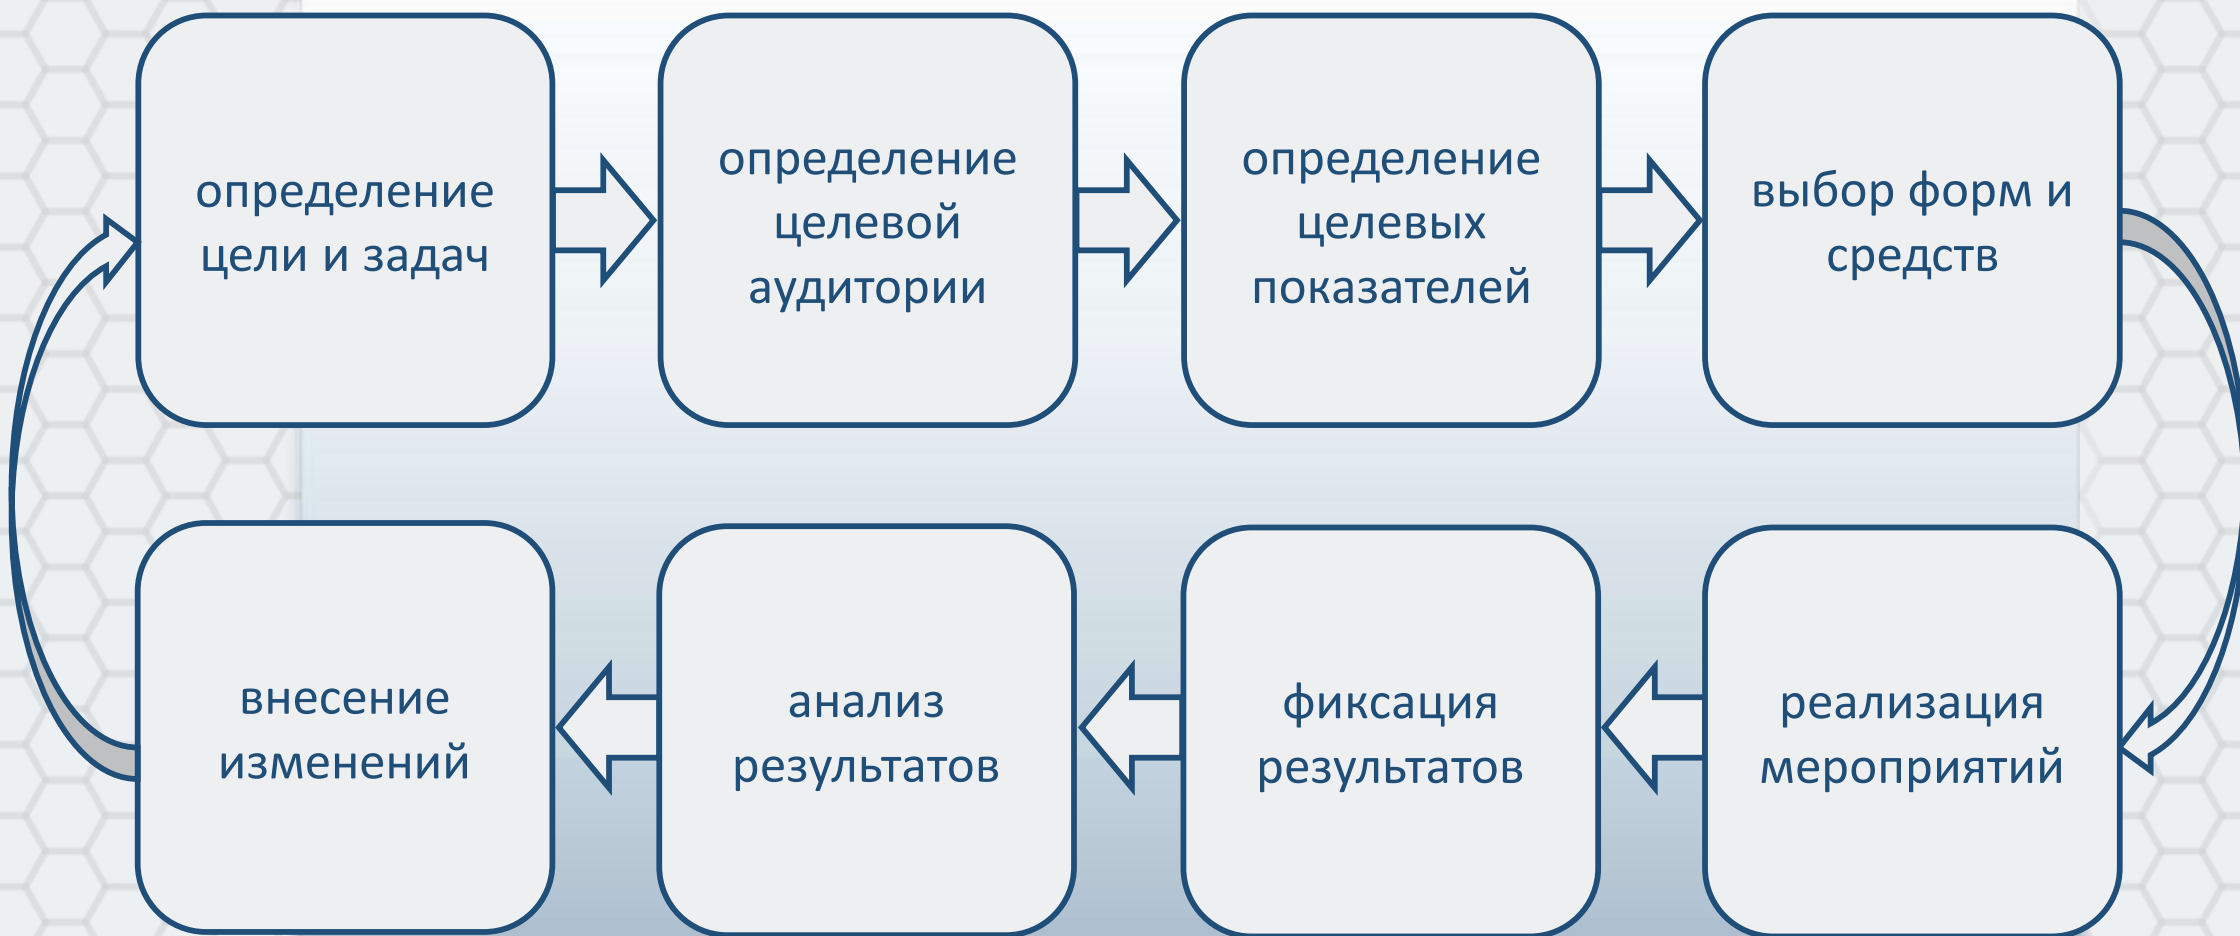 определение
цели и задач
определение
целевой
аудитории
определение
целевых
показателей
выбор форм и
средств
внесение
изменений
анализ
результатов
фиксация
результатов
реализация
мероприятий